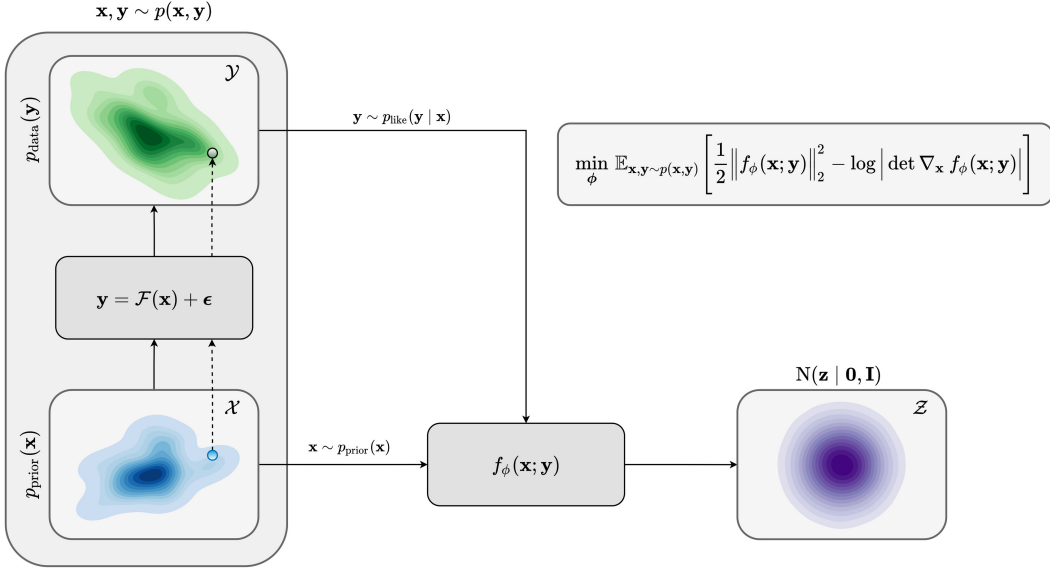 𝐱, 𝐲 ∼ p(𝐱, 𝐲)
𝒴
p_data(𝐲)
𝐲 ∼ p_like(𝐲 | 𝐱)
min_ϕ 𝔼_{𝐱,𝐲∼p(𝐱,𝐲)} [ 1/2 ‖f_ϕ(𝐱; 𝐲)‖₂² − log | det ∇_𝐱 f_ϕ(𝐱; 𝐲) | ]
𝐲 = ℱ(𝐱) + 𝛜
N(𝐳 | 𝟎, 𝐈)
𝒳
p_prior(𝐱)
𝐱 ∼ p_prior(𝐱)
f_ϕ(𝐱; 𝐲)
𝒵